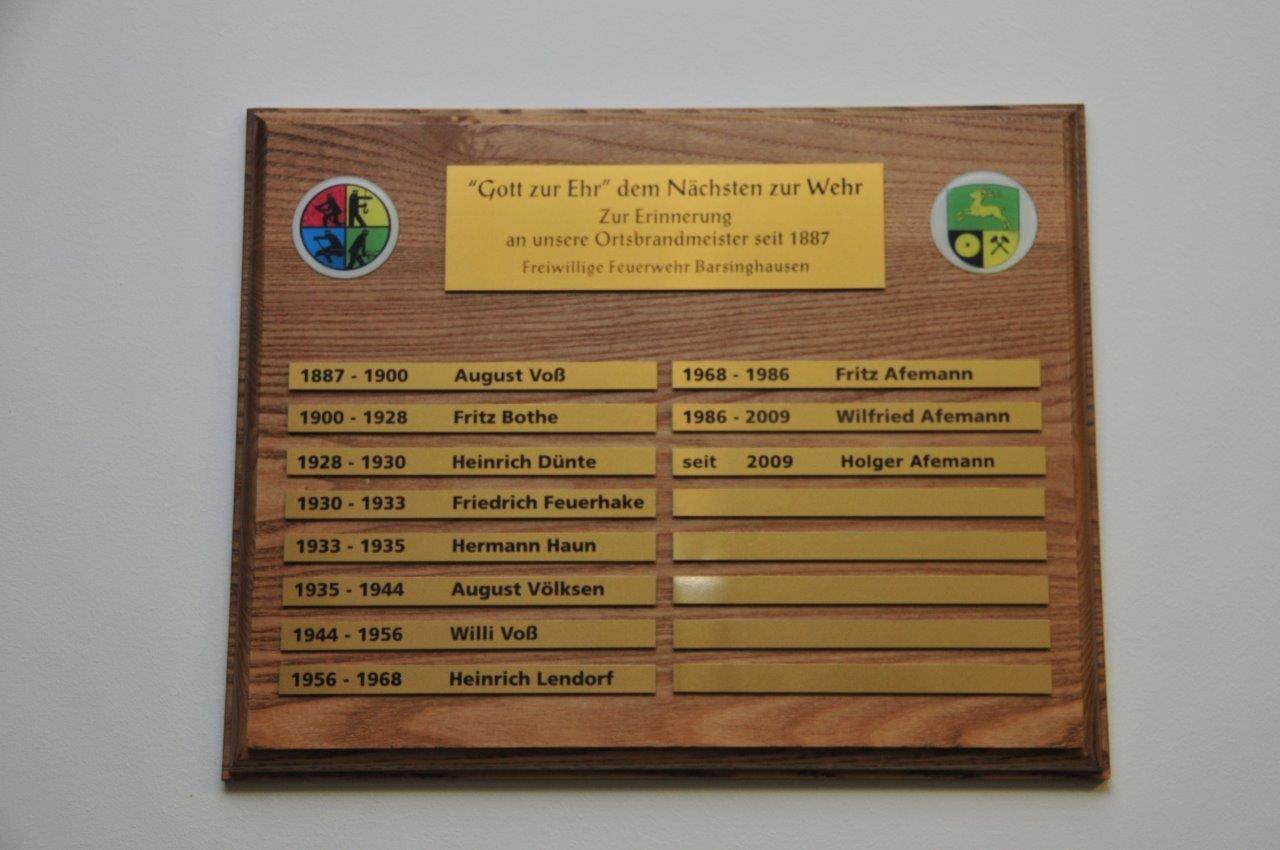 “Gott zur Ehr” dem Nächsten zur Wehr
Zur Erinnerung
an unsere Ortsbrandmeister seit 1887
Freiwillige Feuerwehr Barsinghausen
1887 - 1900 August Voß
1900 - 1928 Fritz Bothe
1928 - 1930 Heinrich Dünte
1930 - 1933 Friedrich Feuerhake
1933 - 1935 Hermann Haun
1935 - 1944 August Völksen
1944 - 1956 Willi Voß
1956 - 1968 Heinrich Lendorf
1968 - 1986 Fritz Afemann
1986 - 2009 Wilfried Afemann
seit 2009 Holger Afemann